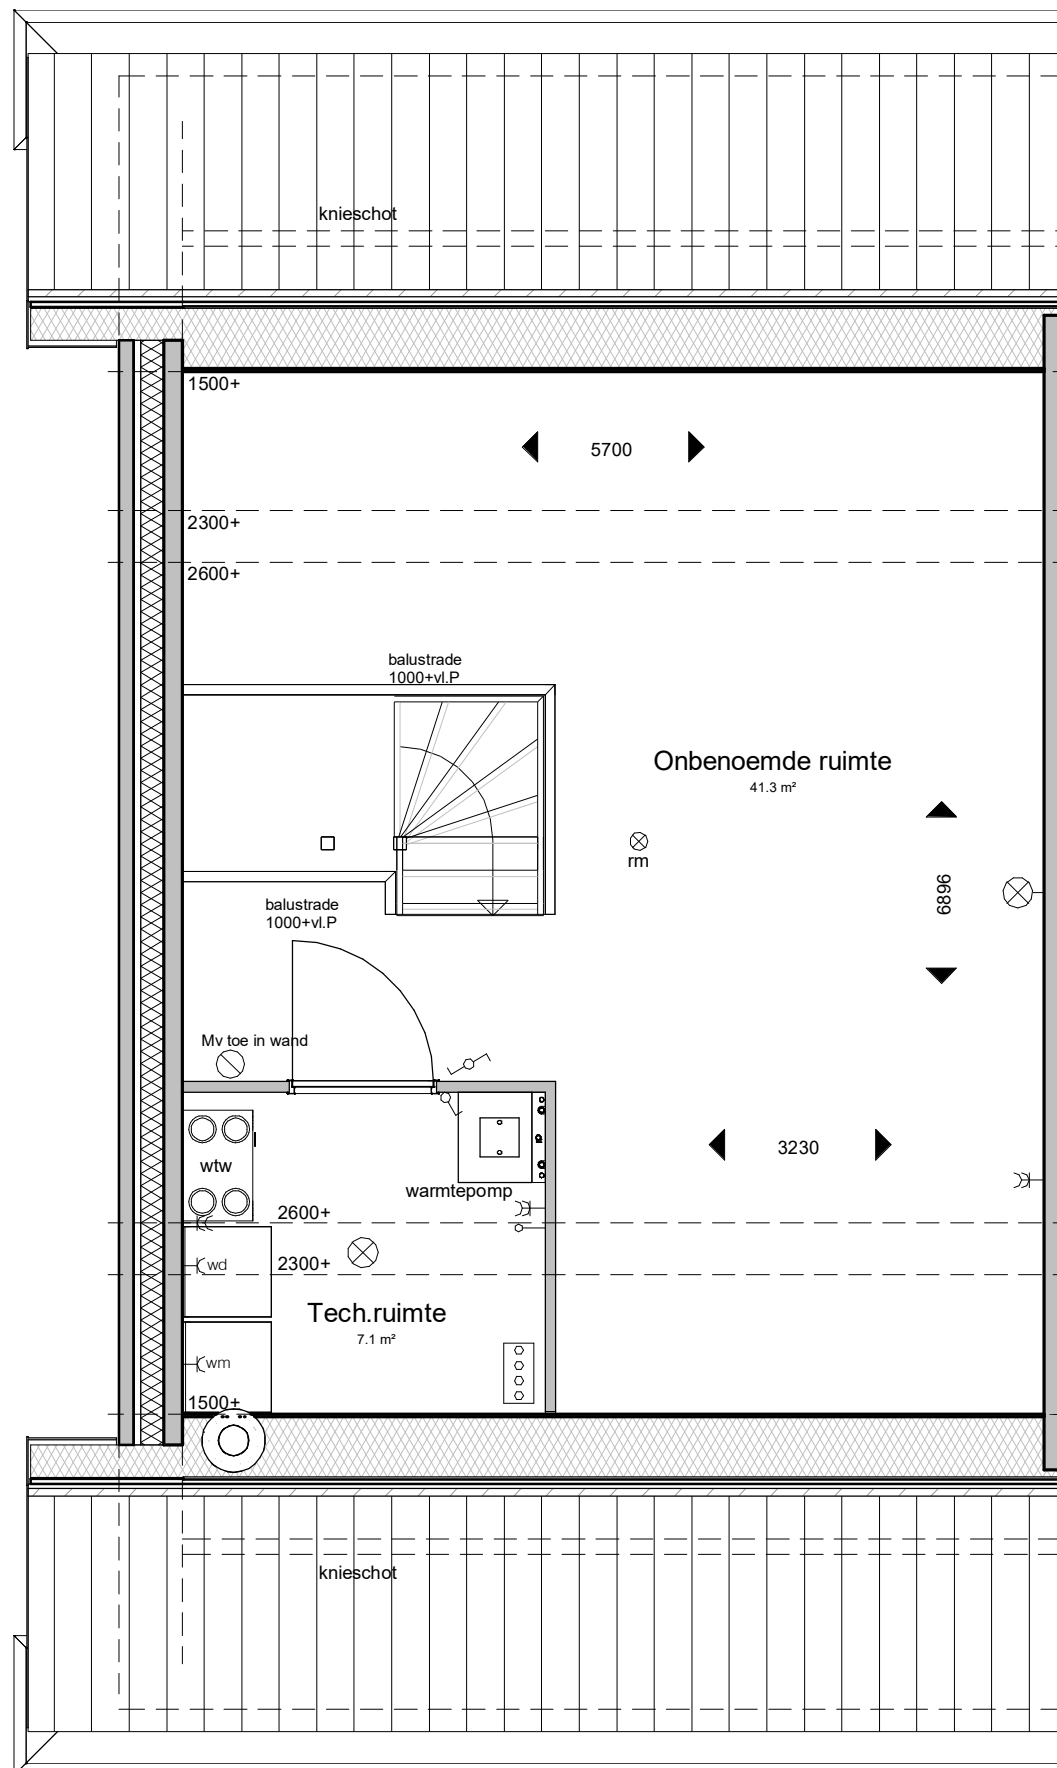 knieschot
1500+
5700
2300+
2600+
balustrade
1000+vl.P
Onbenoemde ruimte
41.3 m²
rm
6896
balustrade
1000+vl.P
Mv toe in wand
3230
wtw
warmtepomp
2600+
wd
2300+
Tech.ruimte
7.1 m²
wm
1500+
knieschot